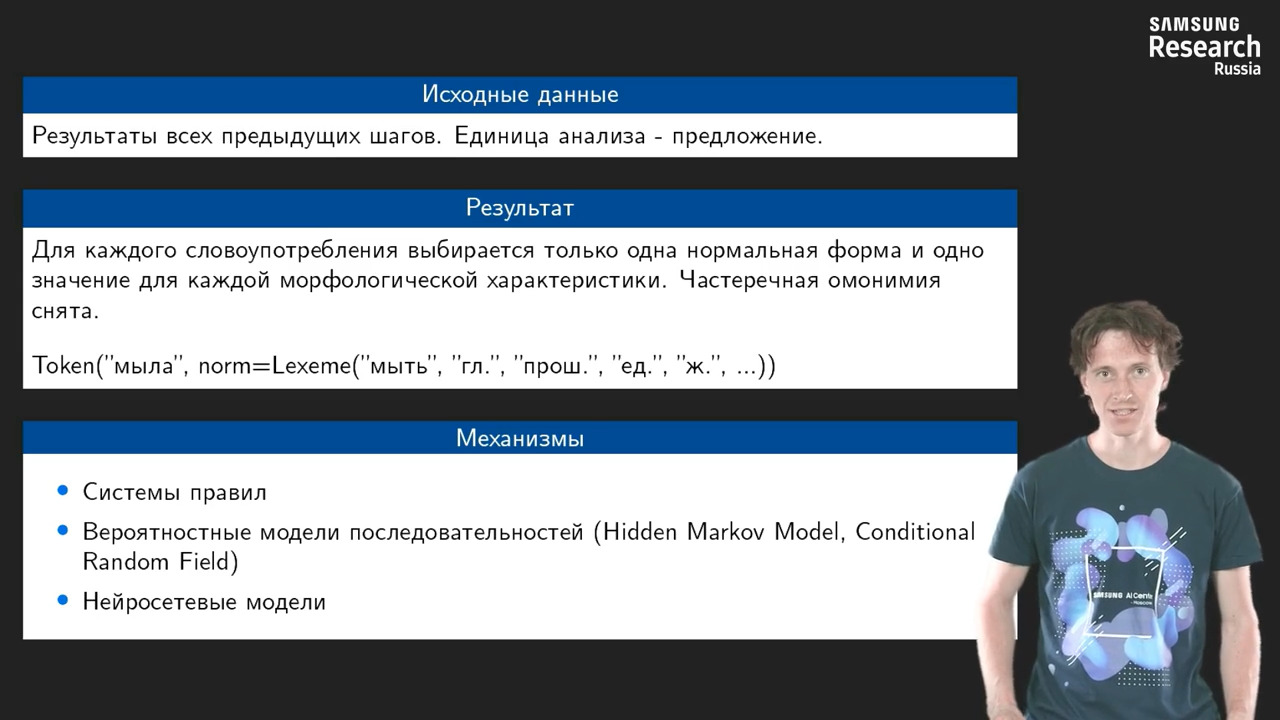 SAMSUNG
Research
Russia
Исходные данные
Результаты всех предыдущих шагов. Единица анализа - предложение.
Результат
Для каждого словоупотребления выбирается только одна нормальная форма и одно
значение для каждой морфологической характеристики. Частеречная омонимия
снята.
Token("мыла", norm=Lexeme("мыть", "гл.", "прош.", "ед.", "ж.", ...))
Механизмы
• Системы правил
• Вероятностные модели последовательностей (Hidden Markov Model, Conditional
Random Field)
• Нейросетевые модели
SAMSUNG AI Center
- Moscow